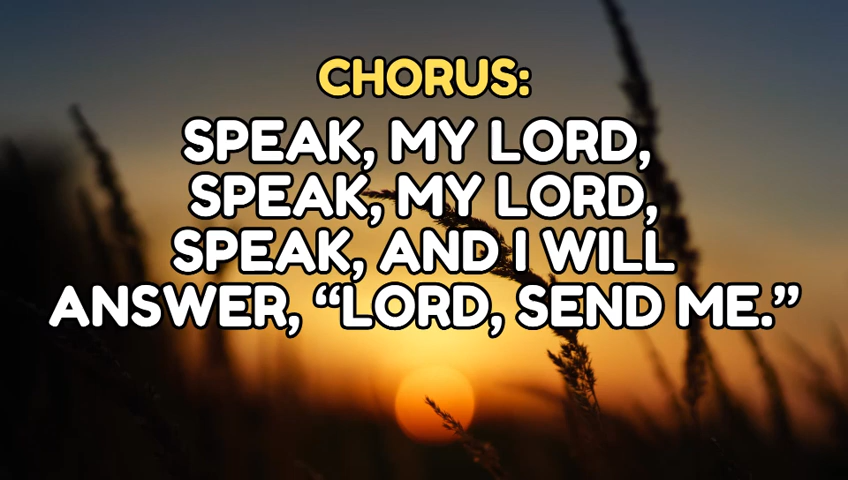 CHORUS:
SPEAK, MY LORD,
SPEAK, MY LORD,
SPEAK, AND I WILL
ANSWER, “LORD, SEND ME.”